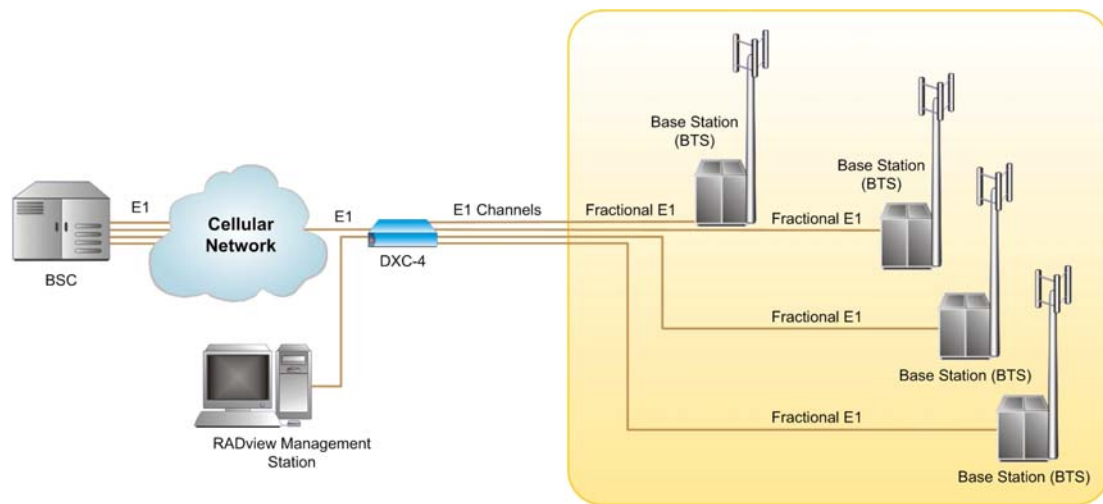 Base Station
(BTS)
Base Station
(BTS)
E1
Cellular
Network
E1
E1 Channels
Fractional E1
Fractional E1
BSC
DXC-4
Fractional E1
Base Station (BTS)
RADview Management
Station
Fractional E1
Base Station (BTS)